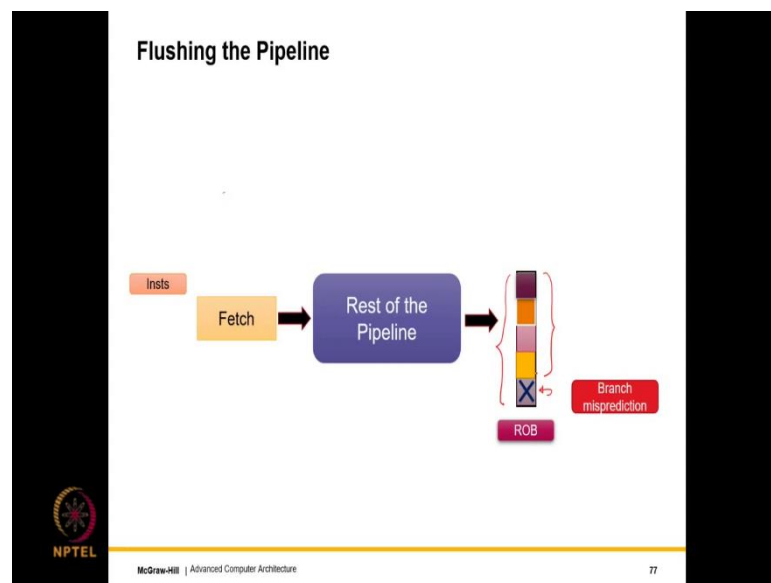 Flushing the Pipeline
Insts
Fetch
Rest of the
Pipeline
Branch
misprediction
ROB
NPTEL
McGraw-Hill | Advanced Computer Architecture
77